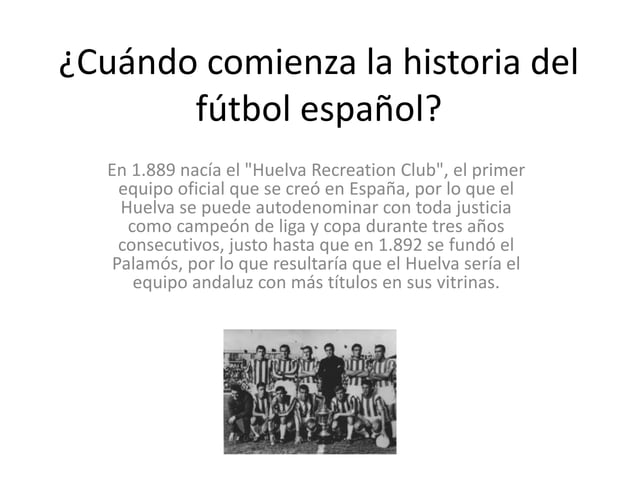 ¿Cuándo comienza la historia del
fútbol español?
En 1.889 nacía el "Huelva Recreation Club", el primer
equipo oficial que se creó en España, por lo que el
Huelva se puede autodenominar con toda justicia
como campeón de liga y copa durante tres años
consecutivos, justo hasta que en 1.892 se fundó el
Palamós, por lo que resultaría que el Huelva sería el
equipo andaluz con más títulos en sus vitrinas.